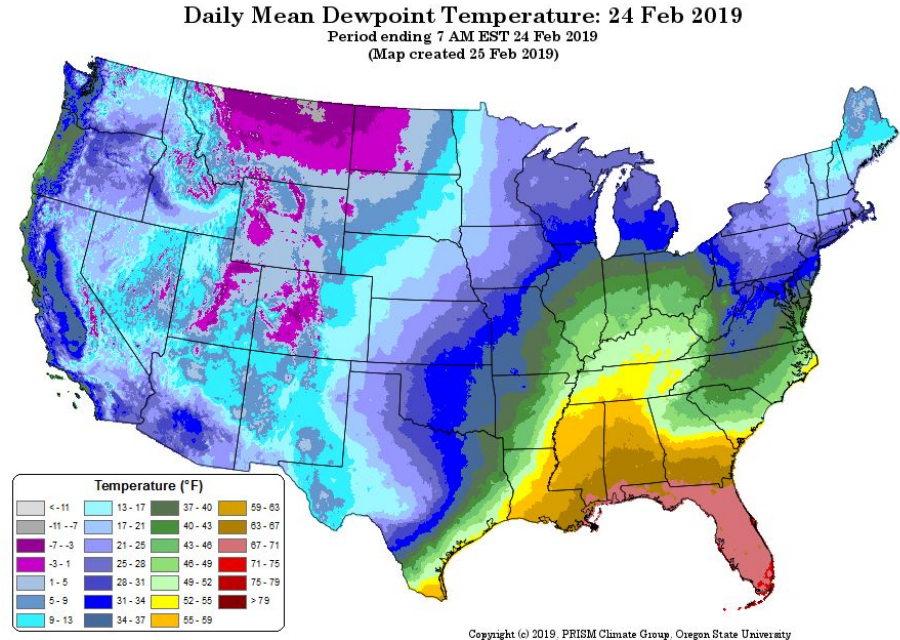 Daily Mean Dewpoint Temperature: 24 Feb 2019
Period ending 7 AM EST 24 Feb 2019
(Map created 25 Feb 2019)
Temperature (°F)
< -11
-11 - -7
-7 - -3
-3 - 1
1 - 5
5 - 9
9 - 13
13 - 17
17 - 21
21 - 25
25 - 28
28 - 31
31 - 34
34 - 37
37 - 40
40 - 43
43 - 46
46 - 49
49 - 52
52 - 55
55 - 59
59 - 63
63 - 67
67 - 71
71 - 75
75 - 79
> 79
Copyright (c) 2019, PRISM Climate Group, Oregon State University